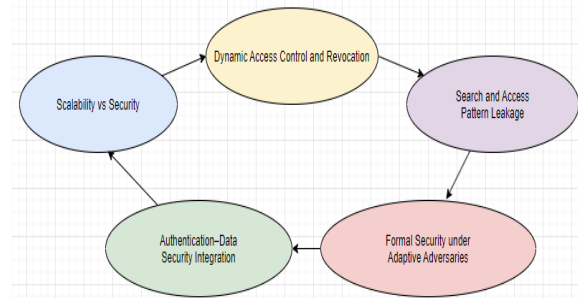 Dynamic Access Control and Revocation
Scalability vs Security
Search and Access
Pattern Leakage
Authentication–Data
Security Integration
Formal Security under
Adaptive Adversaries